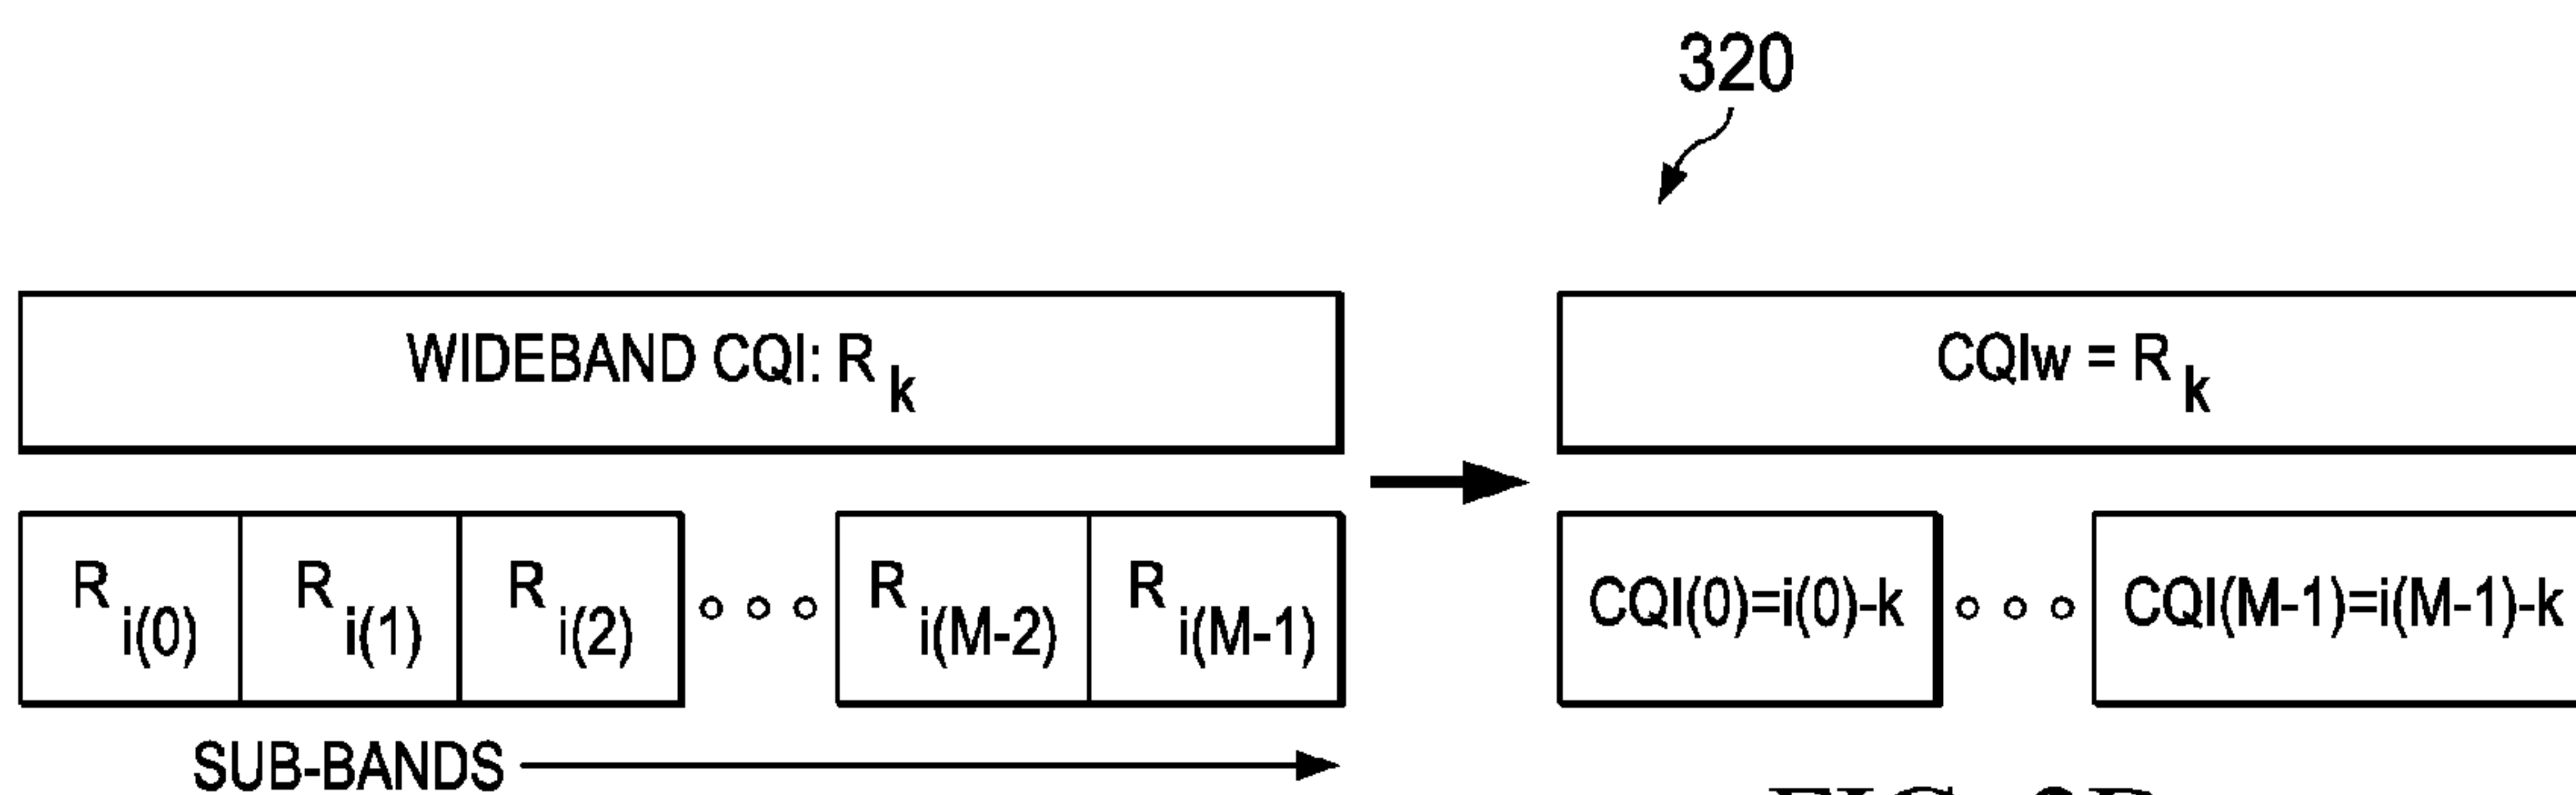 320
WIDEBAND CQI: R k
CQIw = R k
R i(0) R i(1) R i(2) R i(M-2) R i(M-1)
CQI(0)=i(0)-k CQI(M-1)=i(M-1)-k
SUB-BANDS